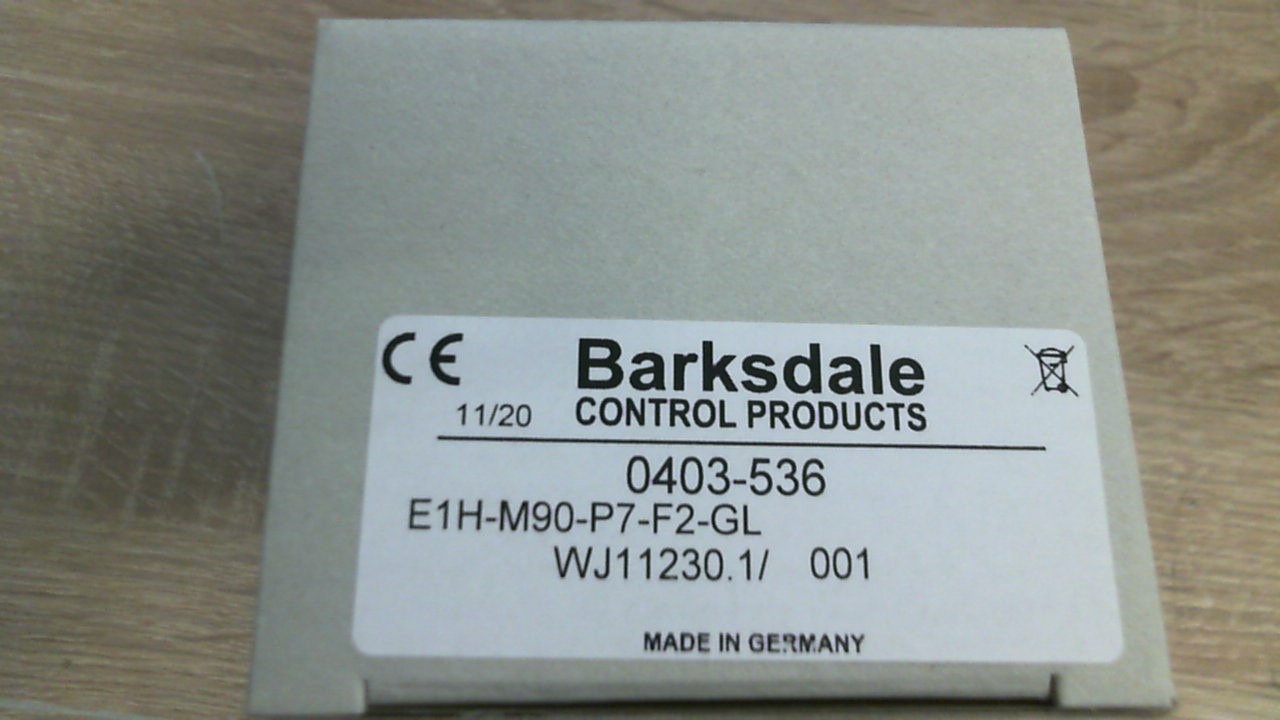 CE
Barksdale
11/20 CONTROL PRODUCTS
0403-536
E1H-M90-P7-F2-GL
WJ11230.1/ 001
MADE IN GERMANY